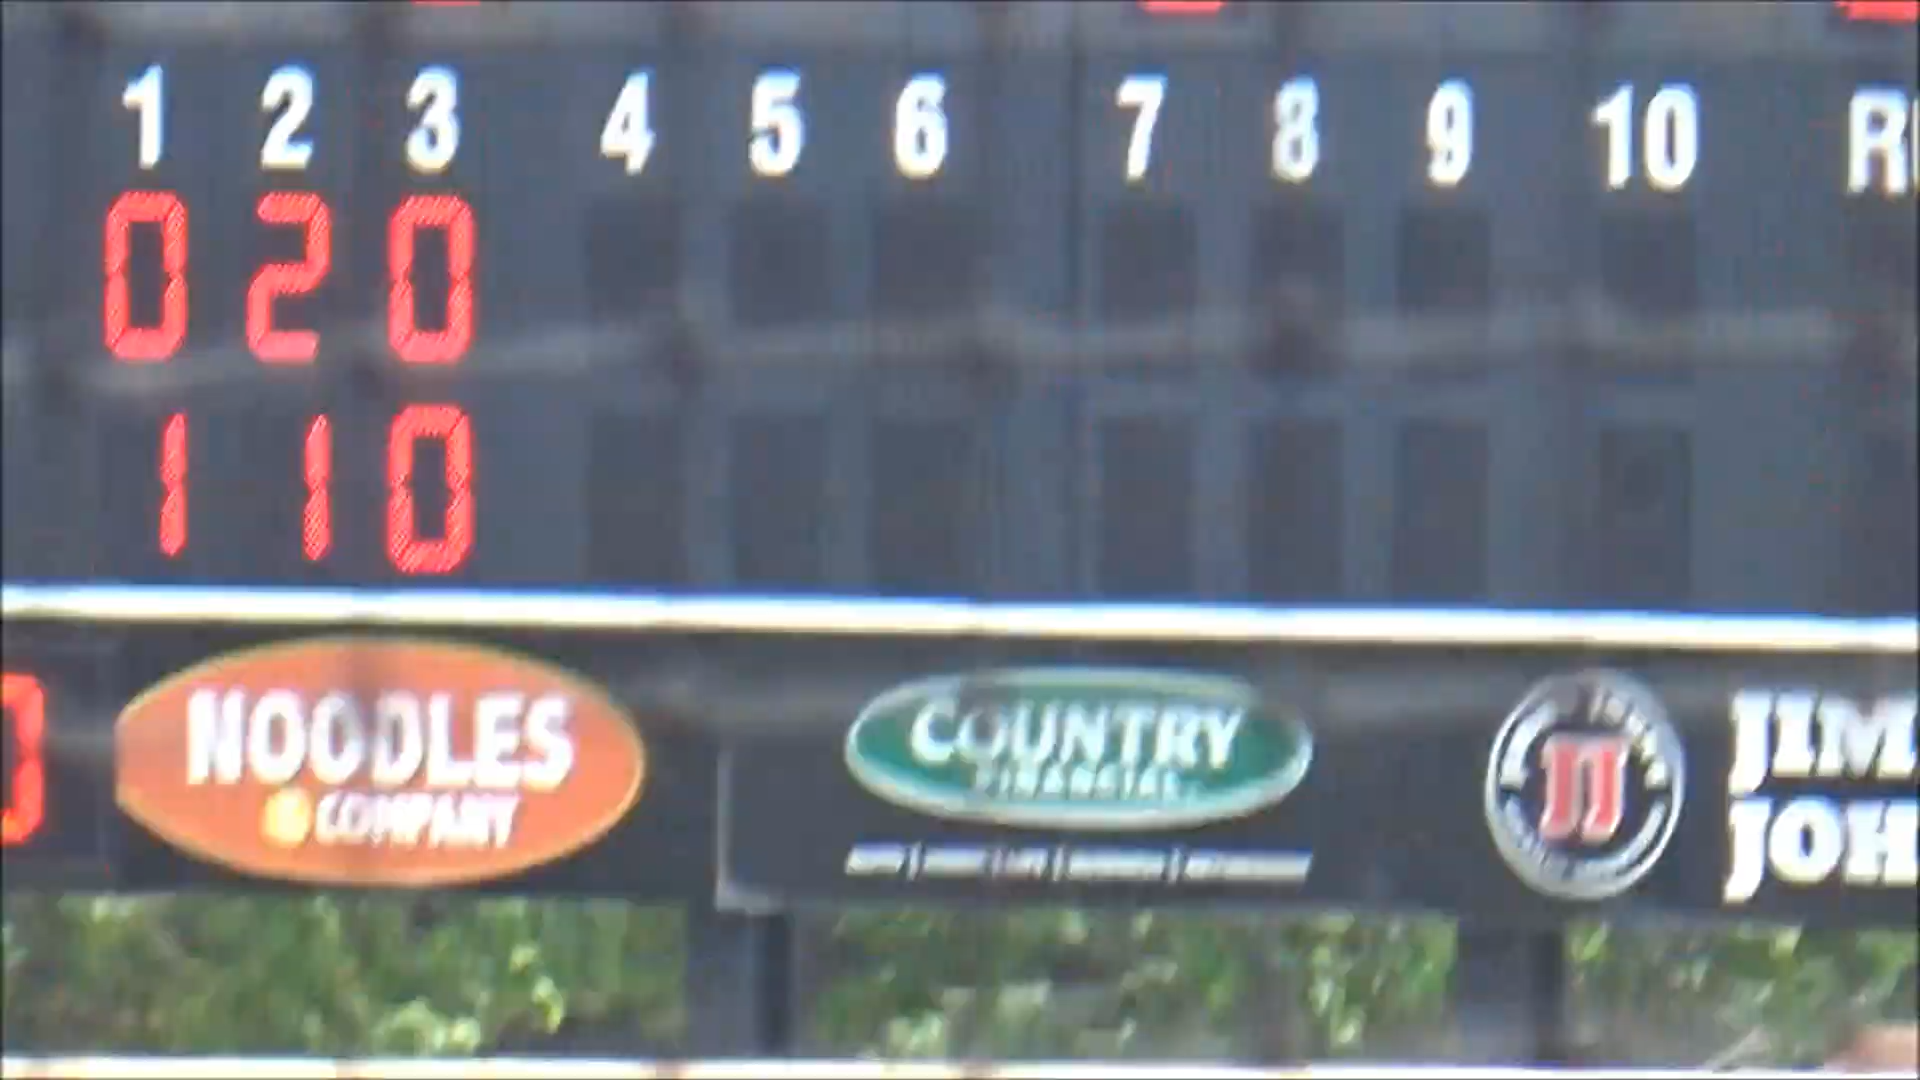 1 2 3 4 5 6 7 8 9 10 R
0 2 0
1 1 0
0
NOODLES
& COMPANY
COUNTRY
FINANCIAL
JJ
JIM
JOH